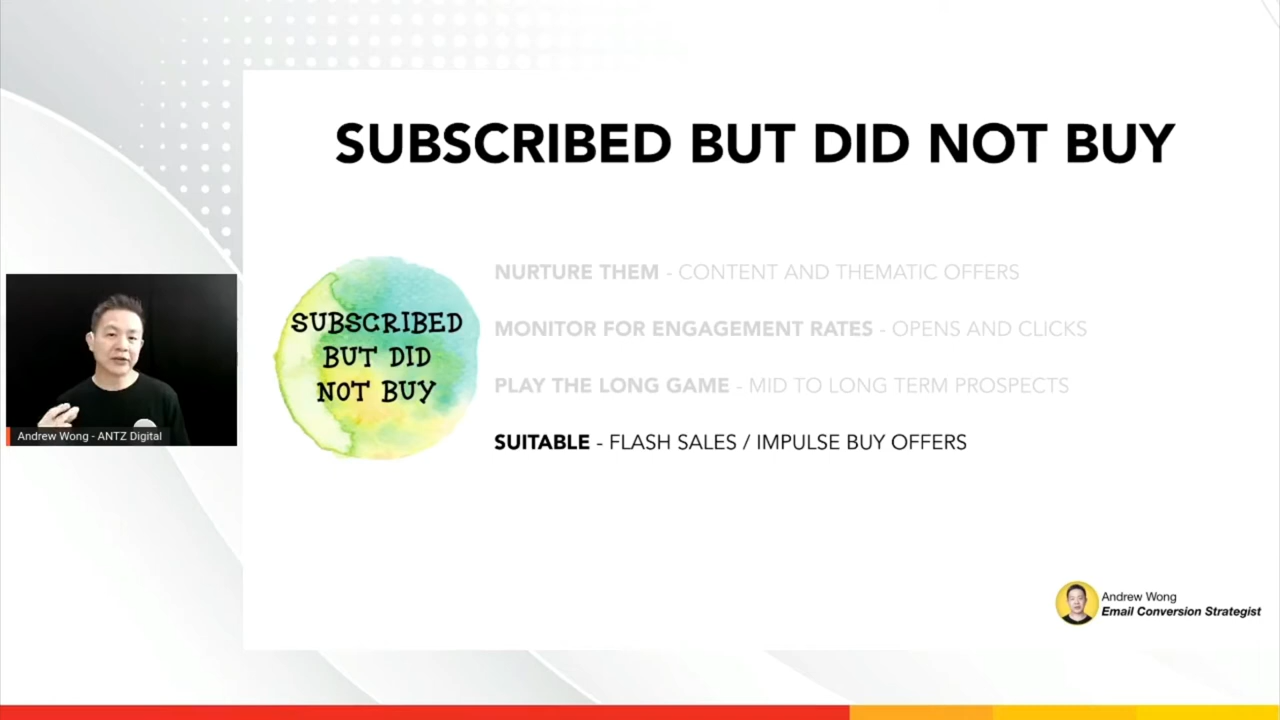 SUBSCRIBED BUT DID NOT BUY
SUBSCRIBED
BUT DID
NOT BUY
NURTURE THEM - CONTENT AND THEMATIC OFFERS
MONITOR FOR ENGAGEMENT RATES - OPENS AND CLICKS
PLAY THE LONG GAME - MID TO LONG TERM PROSPECTS
SUITABLE - FLASH SALES / IMPULSE BUY OFFERS
Andrew Wong - ANTZ Digital
Andrew Wong
Email Conversion Strategist